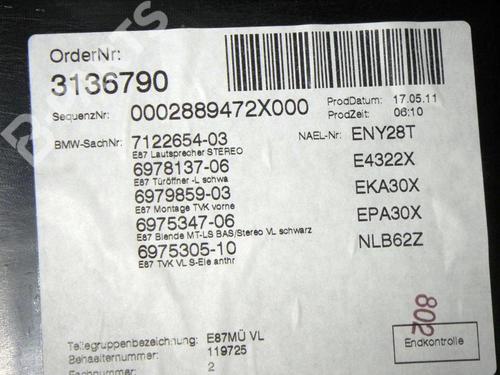 OrderNr:
3136790
SequenzNr: 0002889472X000 ProdDatum: 17.05.11
ProdZeit: 06:10
BMW-SachNr: 7122654-03 NAEL-Nr: ENY28T
E87 Lautsprecher STEREO
6978137-06 E4322X
E87 Türöffner -L schwa
6979859-03 EKA30X
E87 Montage TVK vorne
6975347-06 EPA30X
E87 Blende MT-LS BAS/Stereo VL schwarz
6975305-10 NLB62Z
E87 TVK VL S-Ele anthr
802
Teilegruppenbezeichnung: E87MÜ VL
Behaelternummer: 119725
Endkontrolle
Fachnummer: 2